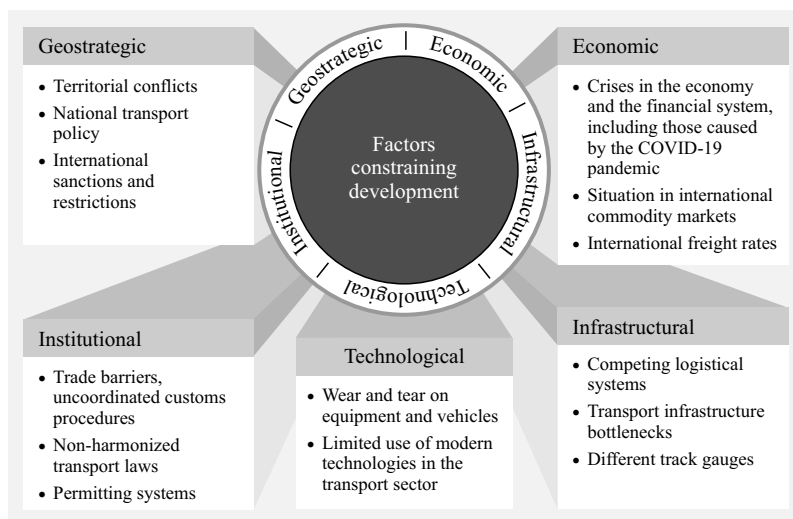 Geostrategic
• Territorial conflicts
• National transport
policy
• International
sanctions and
restrictions
Geostrategic | Economic | Infrastructural | Technological | Institutional |
Factors
constraining
development
Economic
• Crises in the economy
and the financial system,
including those caused
by the COVID-19
pandemic
• Situation in international
commodity markets
• International freight rates
Institutional
• Trade barriers,
uncoordinated customs
procedures
• Non-harmonized
transport laws
• Permitting systems
Technological
• Wear and tear on
equipment and vehicles
• Limited use of modern
technologies in the
transport sector
Infrastructural
• Competing logistical
systems
• Transport infrastructure
bottlenecks
• Different track gauges